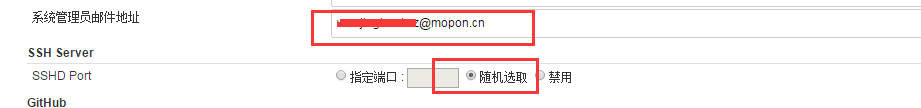 系统管理员邮件地址
z@mopon.cn
SSH Server
SSHD Port 指定端口 : 随机选取 禁用
GitHub